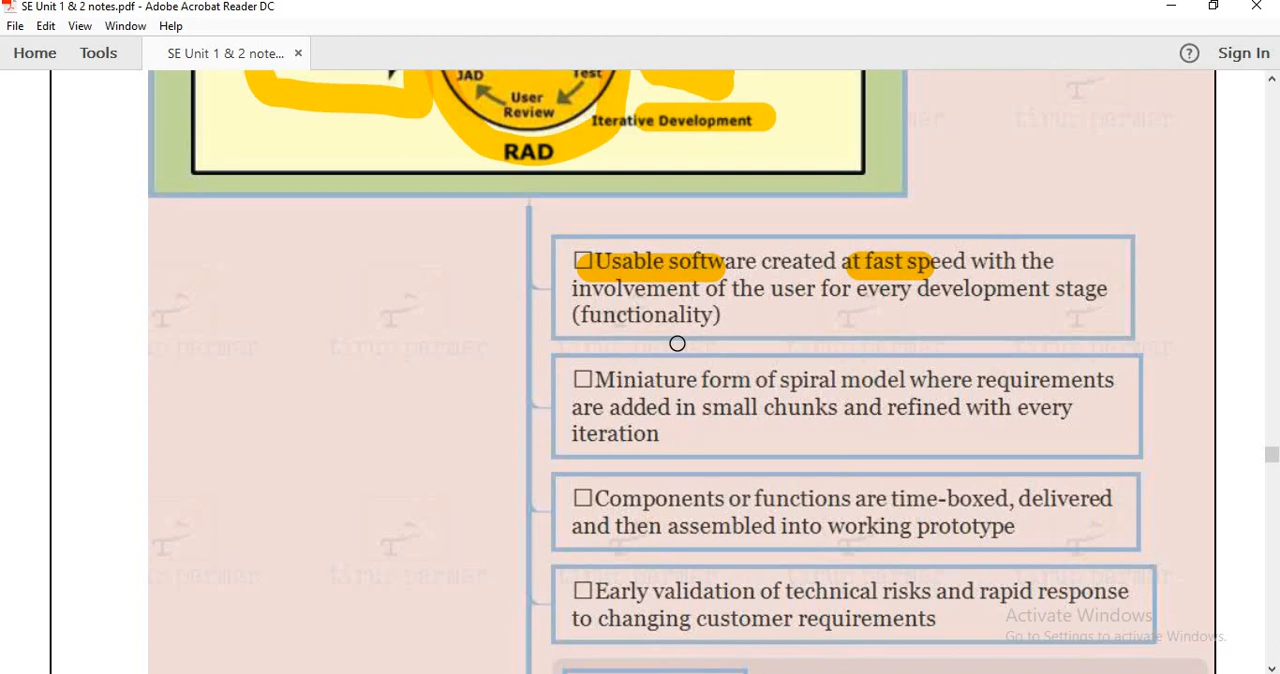 SE Unit 1 & 2 notes.pdf - Adobe Acrobat Reader DC
File Edit View Window Help
Home Tools SE Unit 1 & 2 note... × Sign In
JAD Test
User
Review
Iterative Development
RAD
□Usable software created at fast speed with the
involvement of the user for every development stage
(functionality)
□Miniature form of spiral model where requirements
are added in small chunks and refined with every
iteration
□Components or functions are time-boxed, delivered
and then assembled into working prototype
□Early validation of technical risks and rapid response
to changing customer requirements
Activate Windows
Go to Settings to activate Windows.